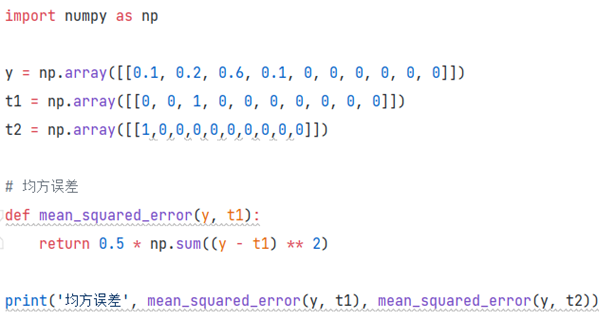 import numpy as np
y = np.array([[0.1, 0.2, 0.6, 0.1, 0, 0, 0, 0, 0, 0]])
t1 = np.array([[0, 0, 1, 0, 0, 0, 0, 0, 0, 0]])
t2 = np.array([[1,0,0,0,0,0,0,0,0,0]])
# 均方误差
def mean_squared_error(y, t1):
    return 0.5 * np.sum((y - t1) ** 2)
print('均方误差', mean_squared_error(y, t1), mean_squared_error(y, t2))